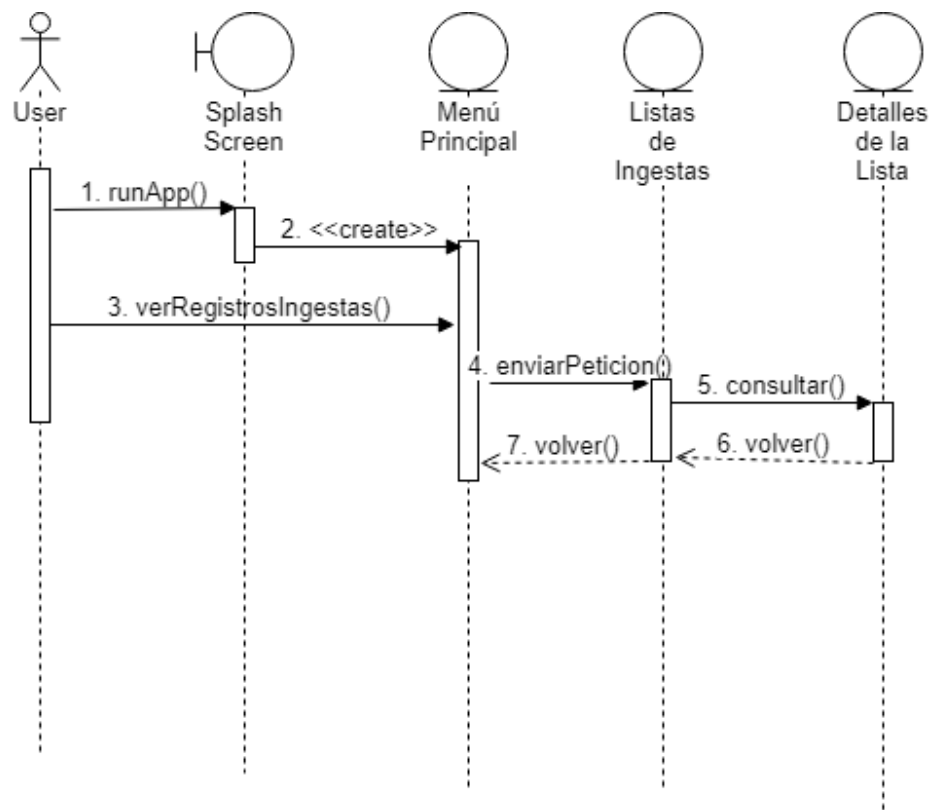 User
Splash
Screen
Menú
Principal
Listas
de
Ingestas
Detalles
de la
Lista
1. runApp()
2. <<create>>
3. verRegistrosIngestas()
4. enviarPeticion()
5. consultar()
7. volver()
6. volver()